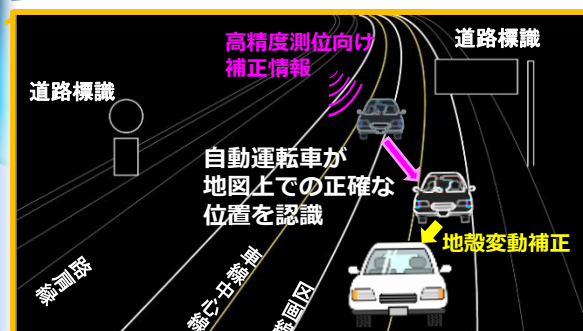 高精度測位向け
補正情報
道路標識
道路標識
自動運転車が
地図上での正確な
位置を認識
地殻変動補正
路肩縁
車線中心線
区画線